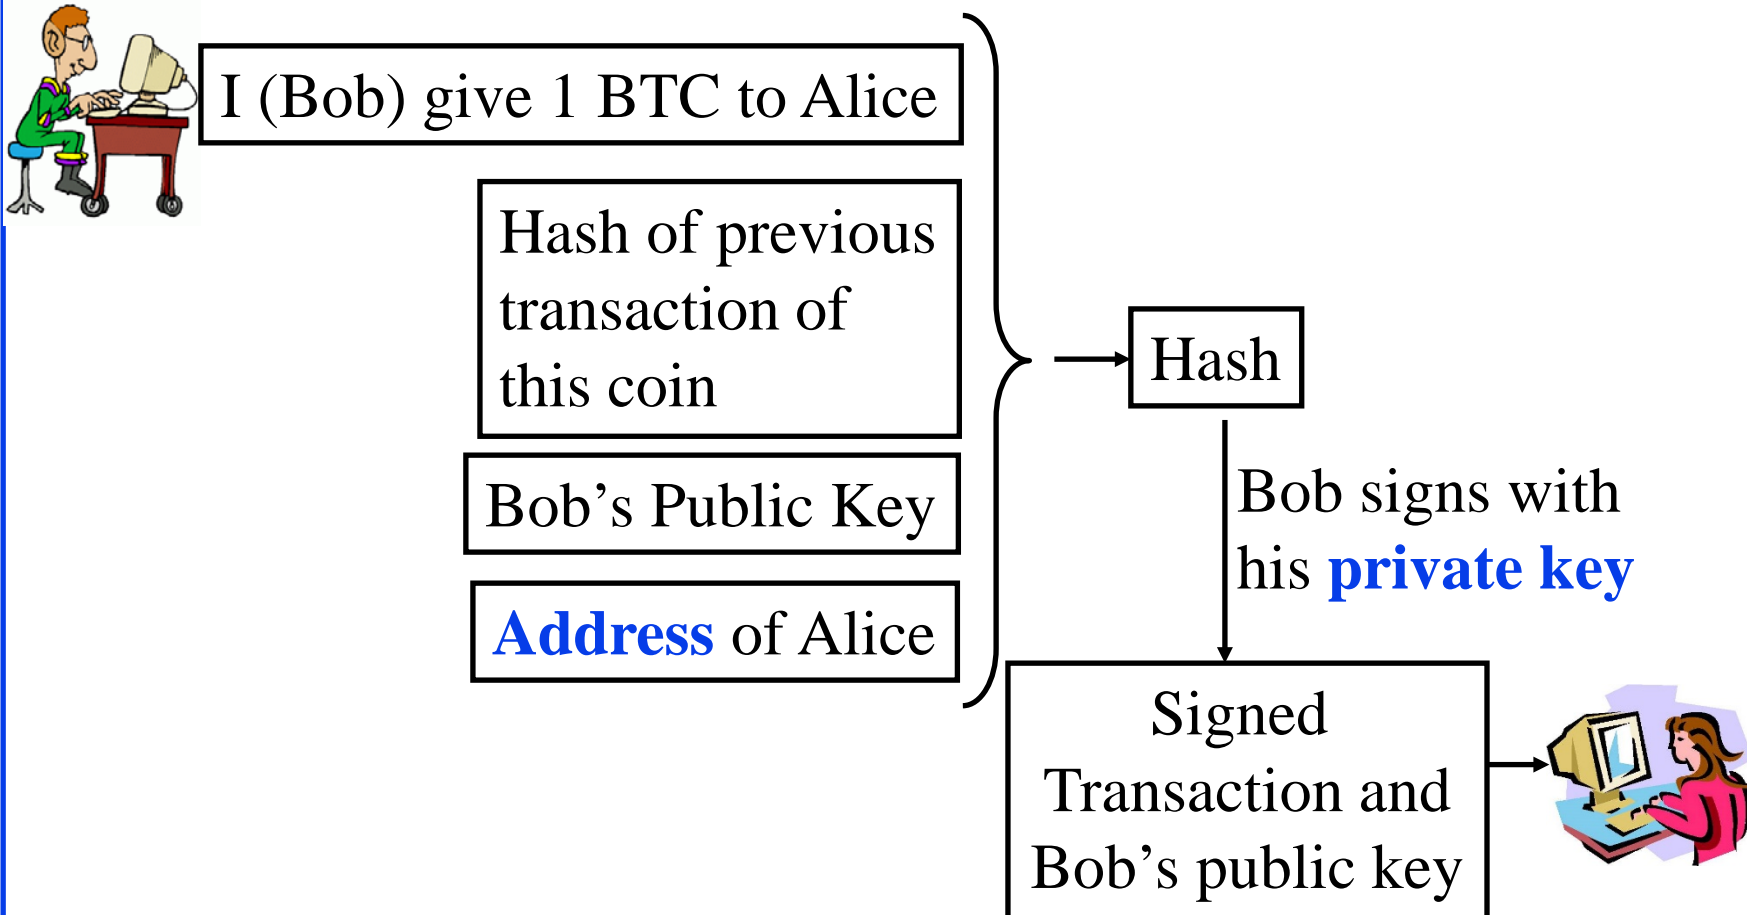 I (Bob) give 1 BTC to Alice
Hash of previous
transaction of
this coin
Bob’s Public Key
Address of Alice
Hash
Bob signs with
his private key
Signed
Transaction and
Bob’s public key